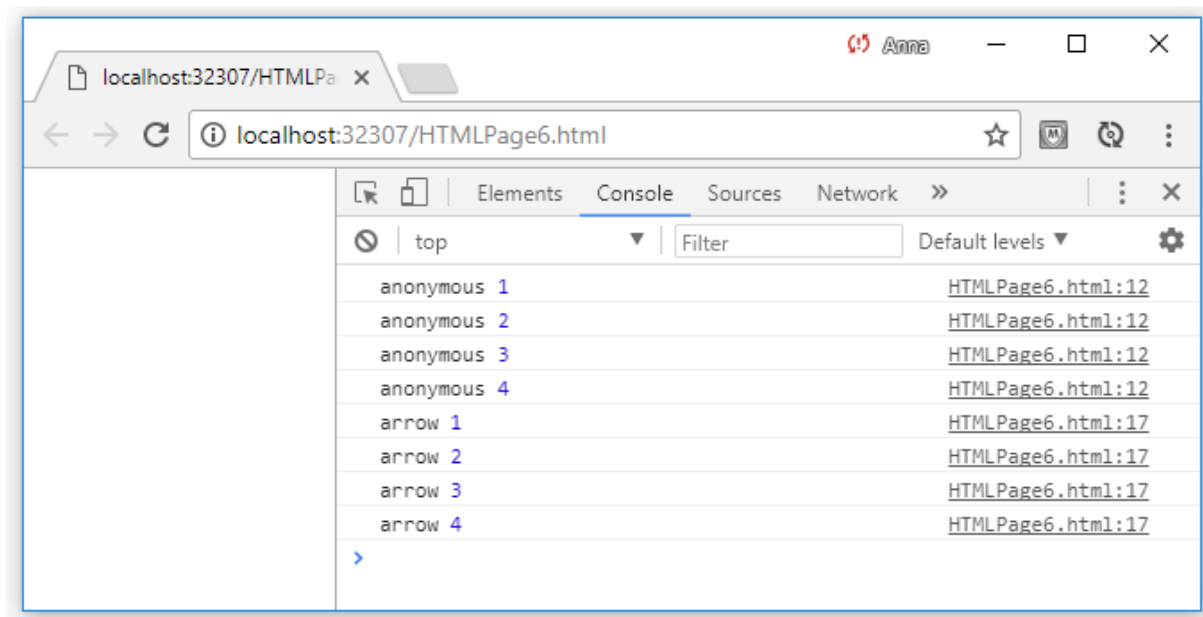 Anna
localhost:32307/HTMLPa
localhost:32307/HTMLPage6.html
Elements Console Sources Network »
top Filter Default levels
anonymous 1 HTMLPage6.html:12
anonymous 2 HTMLPage6.html:12
anonymous 3 HTMLPage6.html:12
anonymous 4 HTMLPage6.html:12
arrow 1 HTMLPage6.html:17
arrow 2 HTMLPage6.html:17
arrow 3 HTMLPage6.html:17
arrow 4 HTMLPage6.html:17